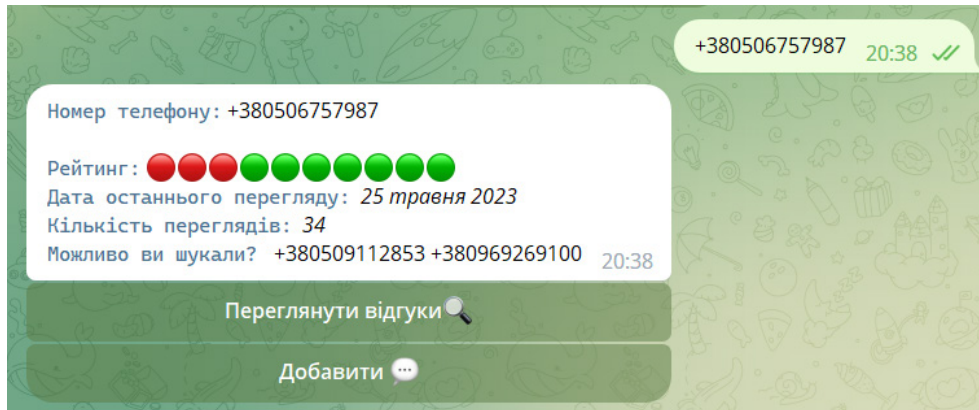 +380506757987 20:38
Номер телефону: +380506757987
Рейтинг:
Дата останнього перегляду: 25 травня 2023
Кількість переглядів: 34
Можливо ви шукали? +380509112853 +380969269100 20:38
Переглянути відгуки
Добавити